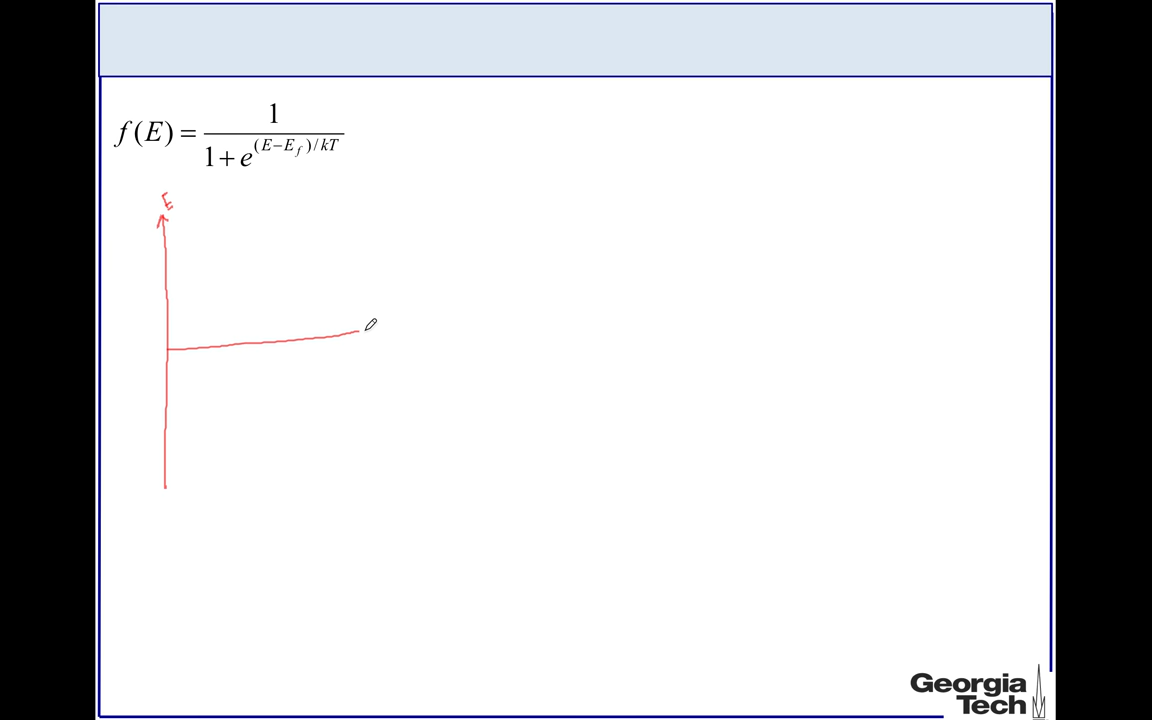 f(E) = 1 / (1 + e^{(E−E_f)/kT})
E
Georgia
Tech